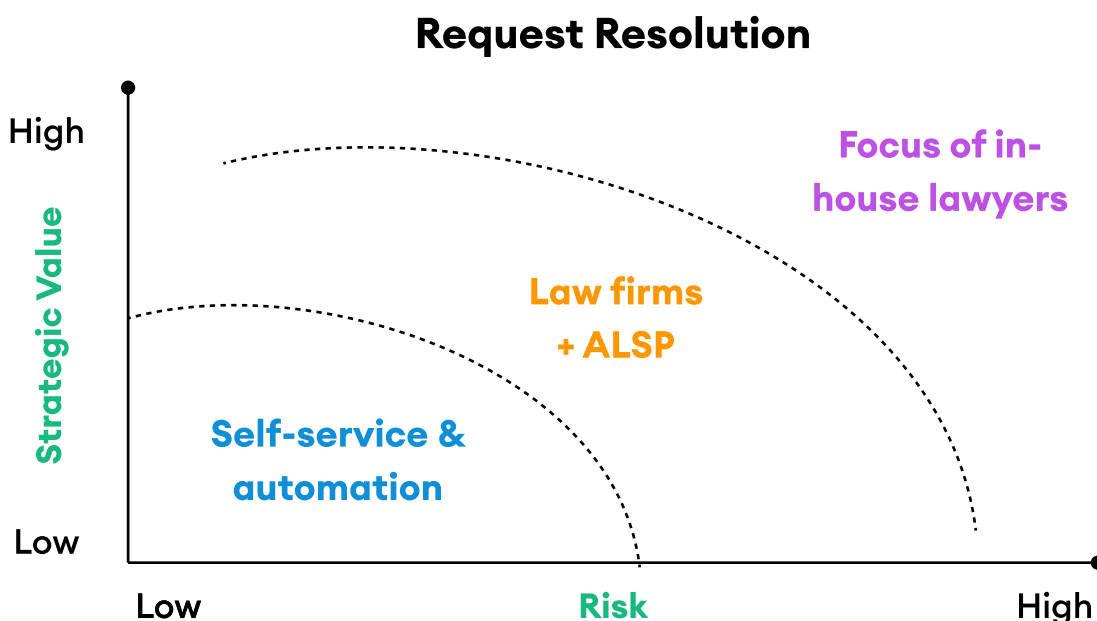 Request Resolution
High
Focus of in-
house lawyers
Strategic Value
Law firms
+ ALSP
Self-service &
automation
Low
Low
Risk
High